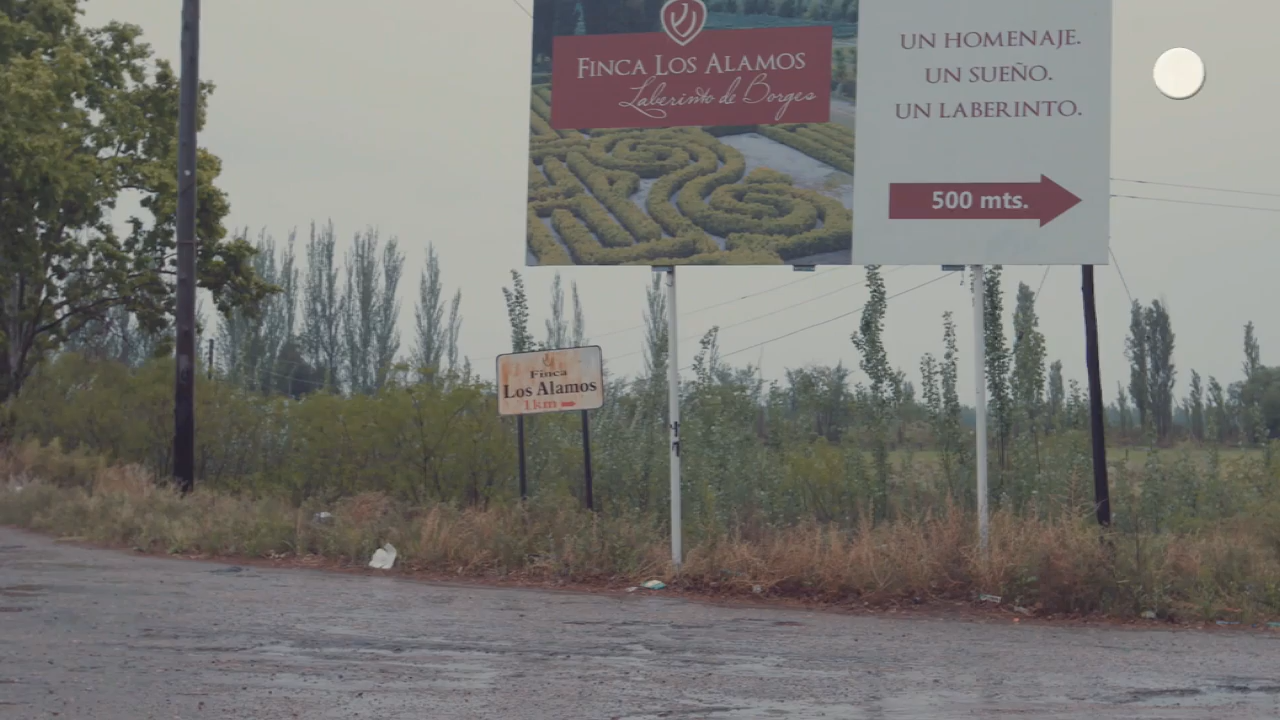 FINCA LOS ALAMOS
Laberinto de Borges
UN HOMENAJE.
UN SUEÑO.
UN LABERINTO.
500 mts.
Finca
Los Alamos
1km